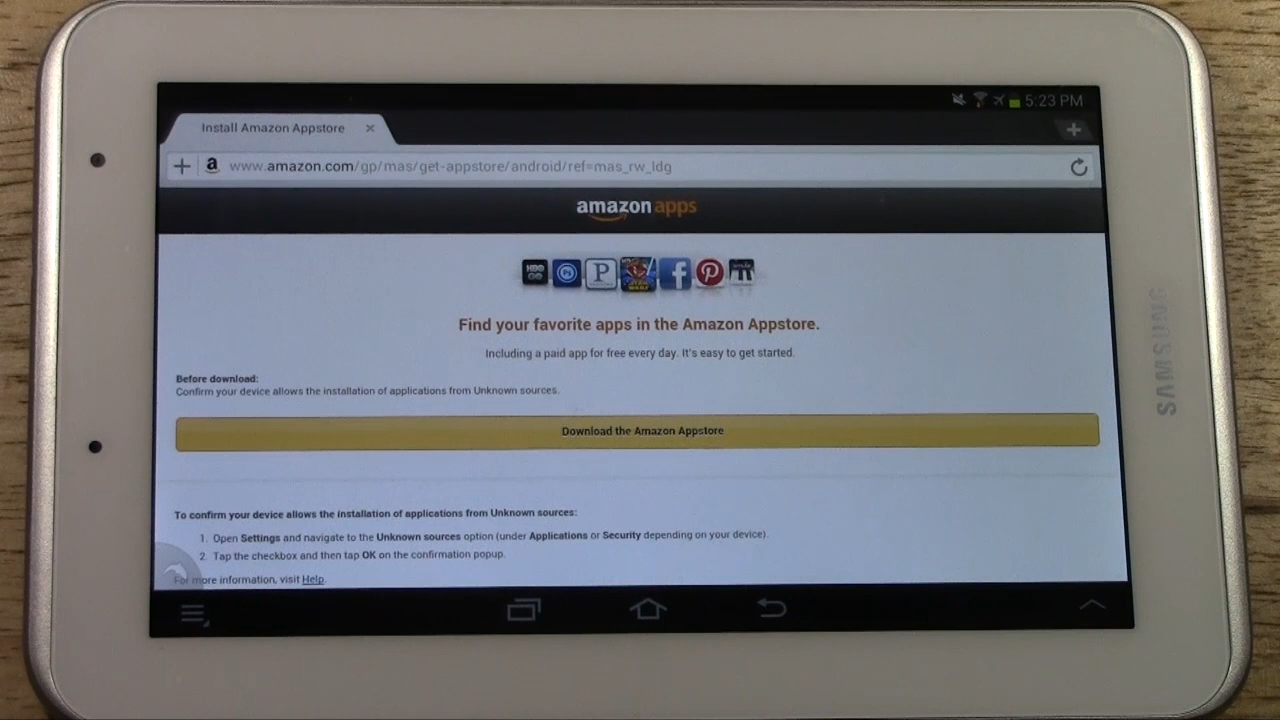 5:23 PM
Install Amazon Appstore
www.amazon.com/gp/mas/get-appstore/android/ref=mas_rw_ldg
amazon apps
HBO
GO
P
STAR
WARS
f
Find your favorite apps in the Amazon Appstore.
Including a paid app for free every day. It's easy to get started.
Before download:
Confirm your device allows the installation of applications from Unknown sources.
Download the Amazon Appstore
To confirm your device allows the installation of applications from Unknown sources:
1. Open Settings and navigate to the Unknown sources option (under Applications or Security depending on your device).
2. Tap the checkbox and then tap OK on the confirmation popup.
For more information, visit Help.
SAMSUNG